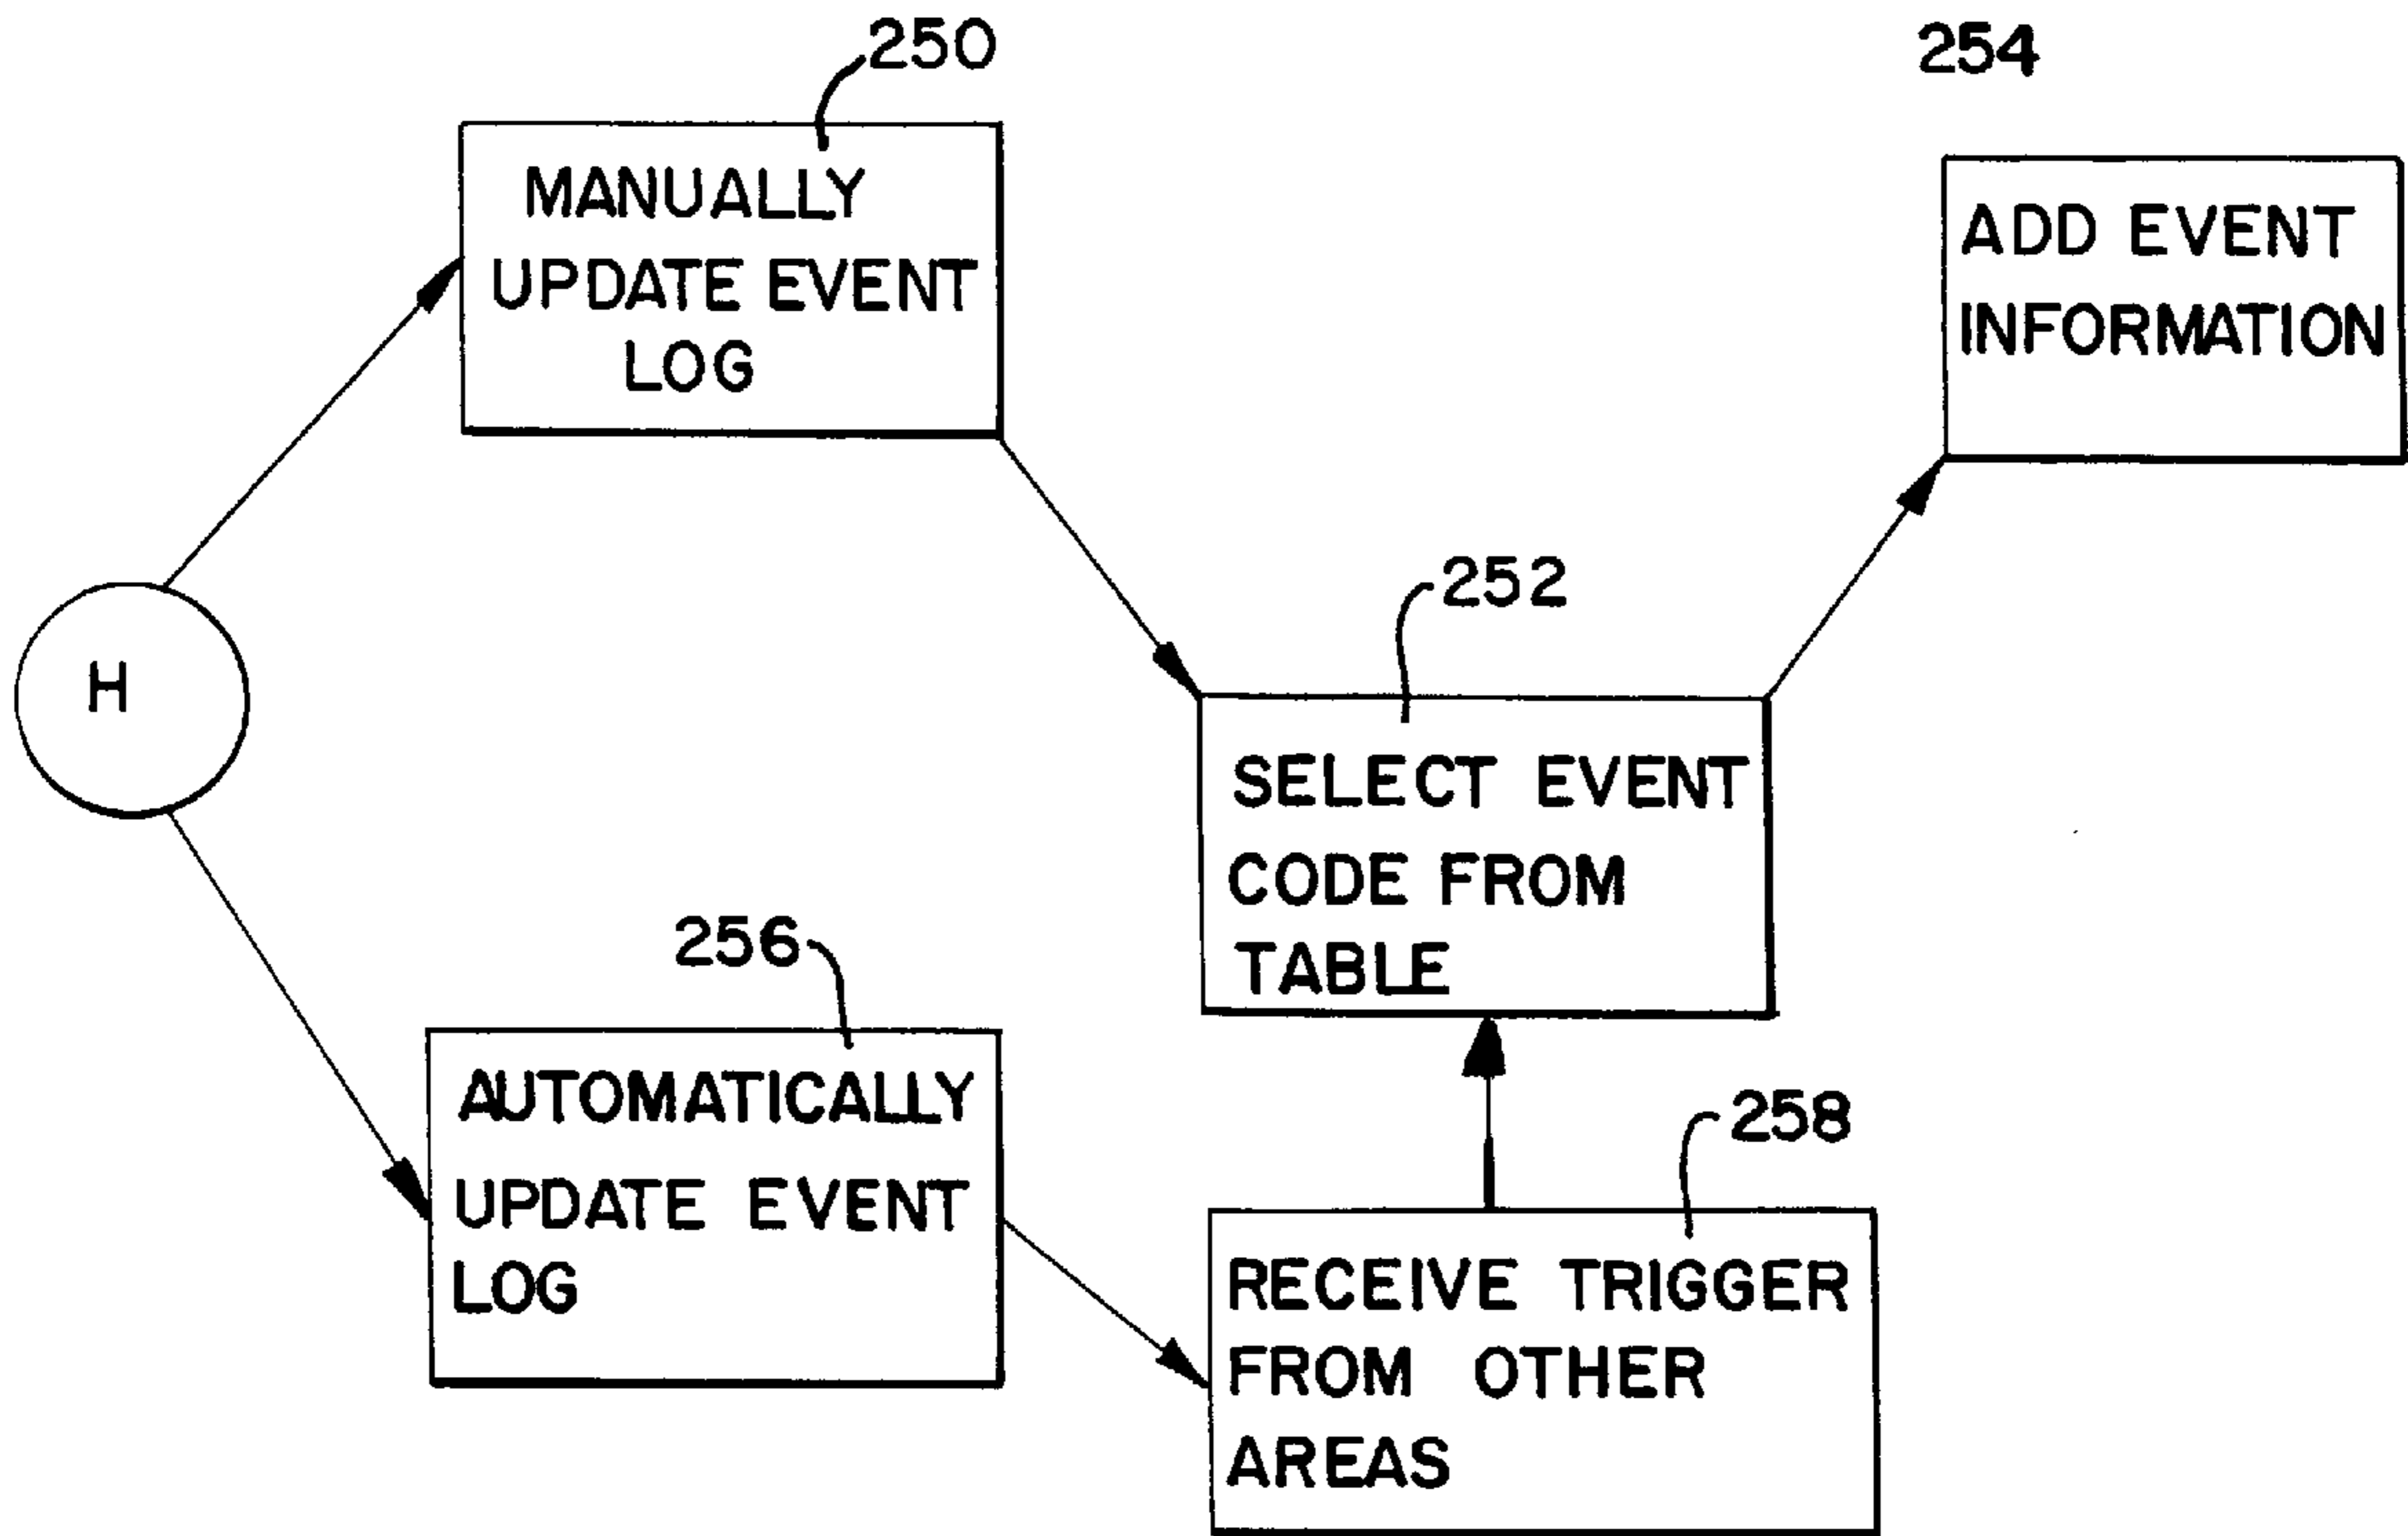 250
MANUALLY
UPDATE EVENT
LOG
254
ADD EVENT
INFORMATION
H
252
SELECT EVENT
CODE FROM
TABLE
256
AUTOMATICALLY
UPDATE EVENT
LOG
258
RECEIVE TRIGGER
FROM OTHER
AREAS